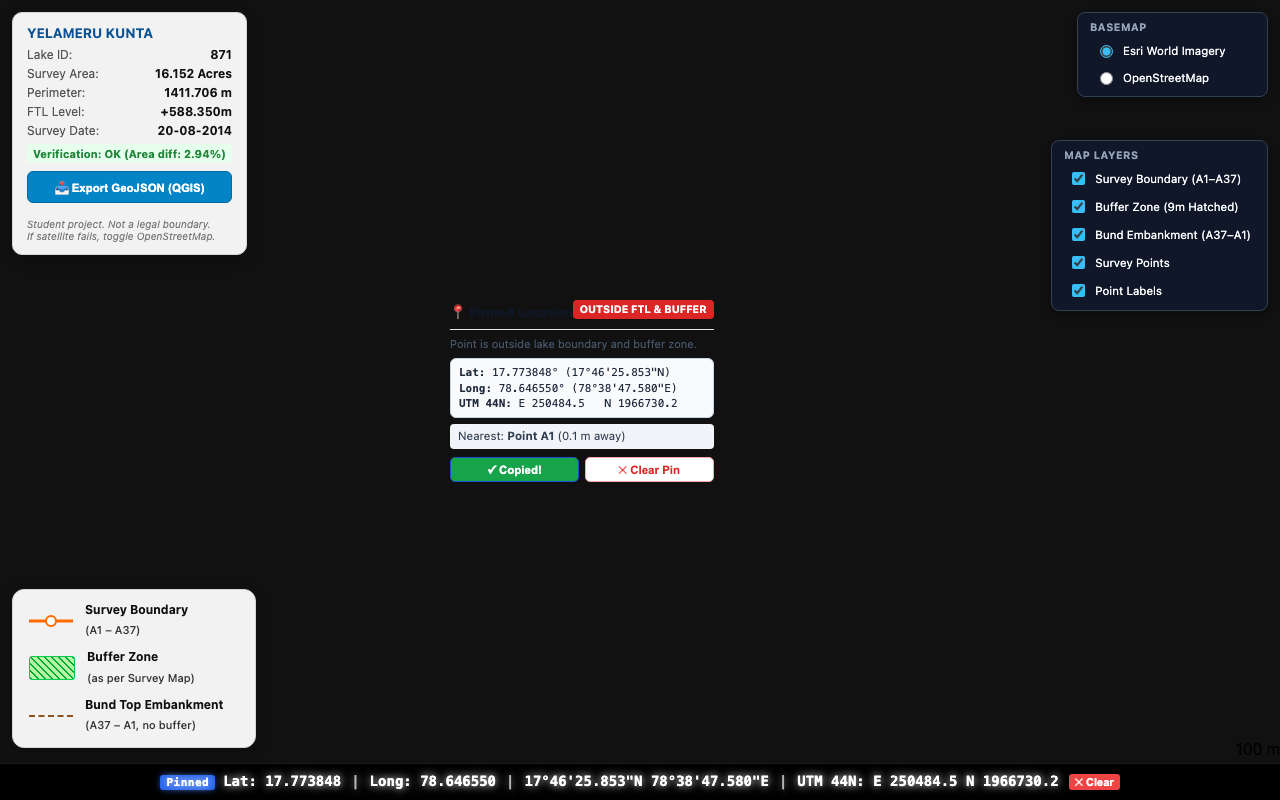 YELAMERU KUNTA
Lake ID: 871
Survey Area: 16.152 Acres
Perimeter: 1411.706 m
FTL Level: +588.350m
Survey Date: 20-08-2014
Verification: OK (Area diff: 2.94%)
📥 Export GeoJSON (QGIS)
Student project. Not a legal boundary.
If satellite fails, toggle OpenStreetMap.
BASEMAP
Esri World Imagery
OpenStreetMap
MAP LAYERS
Survey Boundary (A1–A37)
Buffer Zone (9m Hatched)
Bund Embankment (A37–A1)
Survey Points
Point Labels
📍 Pinned Location OUTSIDE FTL & BUFFER
Point is outside lake boundary and buffer zone.
Lat: 17.773848° (17°46'25.853"N)
Long: 78.646550° (78°38'47.580"E)
UTM 44N: E 250484.5 N 1966730.2
Nearest: Point A1 (0.1 m away)
✓ Copied! ✕ Clear Pin
Survey Boundary
(A1 – A37)
Buffer Zone
(as per Survey Map)
Bund Top Embankment
(A37 – A1, no buffer)
100 m
Pinned Lat: 17.773848 | Long: 78.646550 | 17°46'25.853"N 78°38'47.580"E | UTM 44N: E 250484.5 N 1966730.2 ✕ Clear